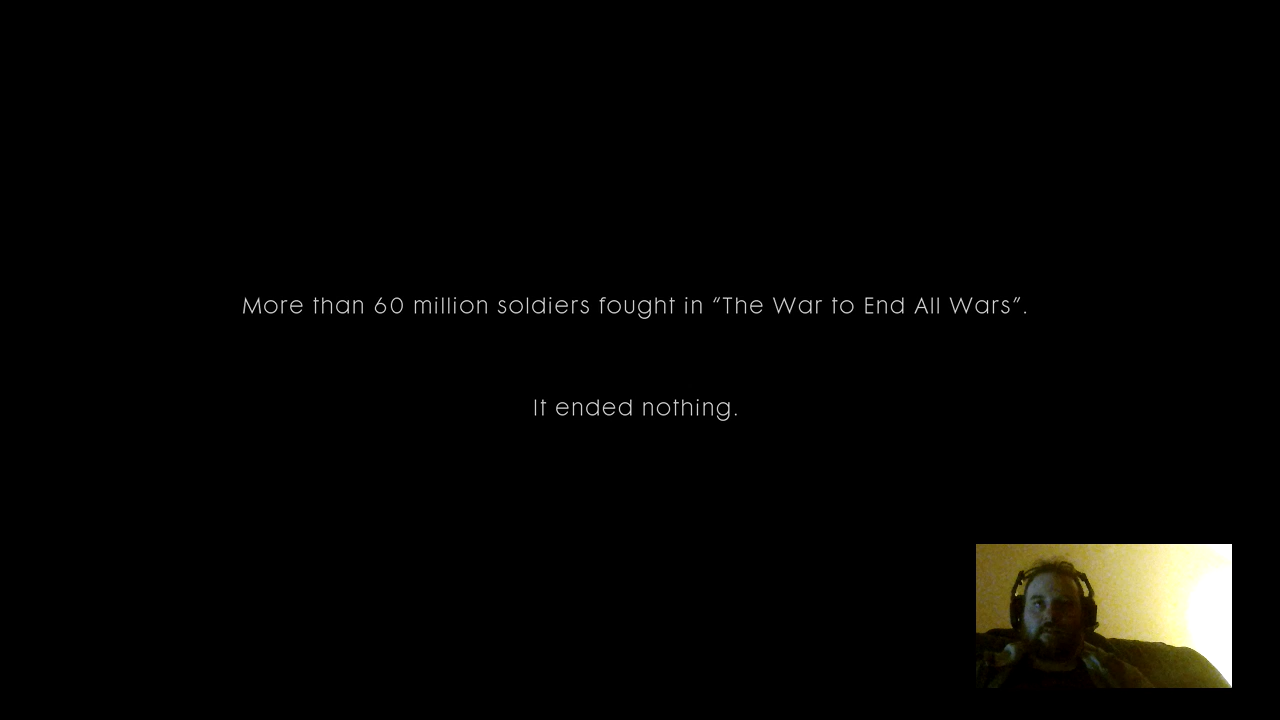 More than 60 million soldiers fought in “The War to End All Wars”.
It ended nothing.